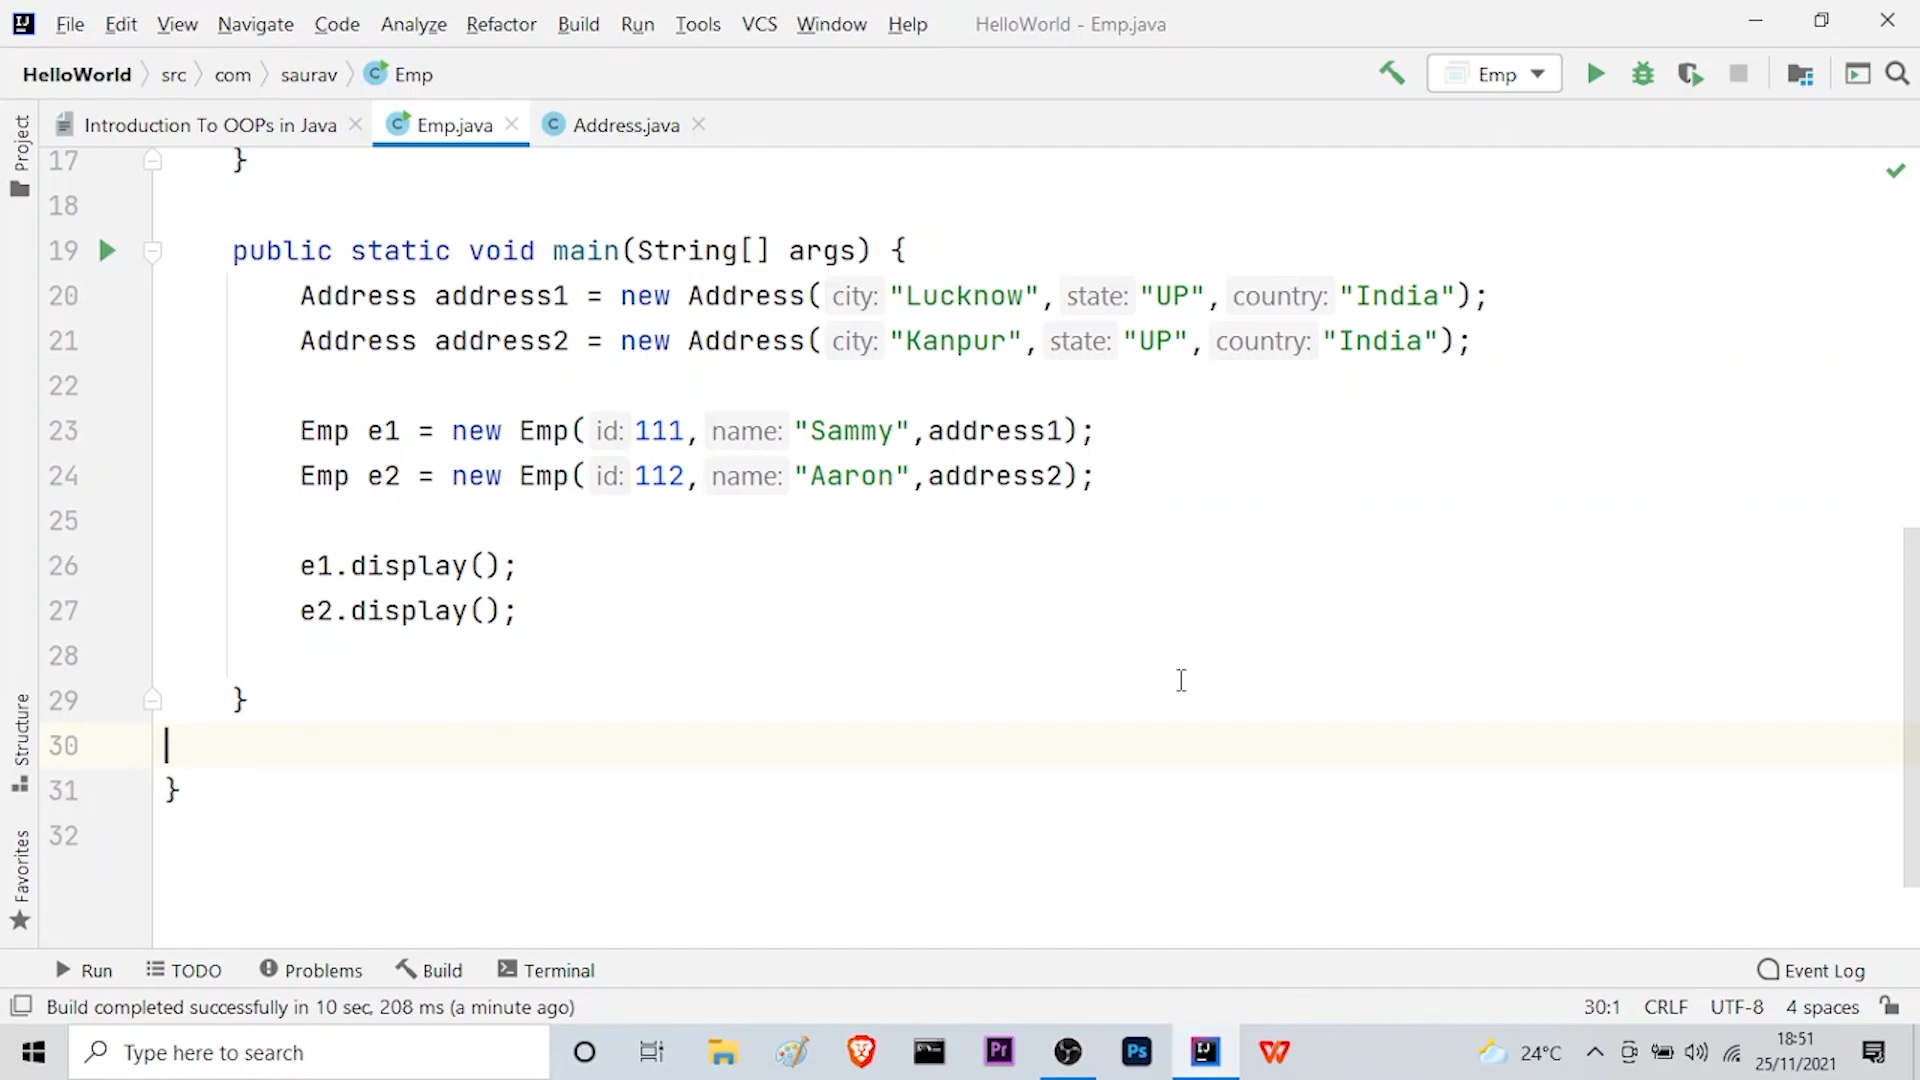 File Edit View Navigate Code Analyze Refactor Build Run Tools VCS Window Help HelloWorld - Emp.java
HelloWorld src com saurav Emp
Emp
Introduction To OOPs in Java Emp.java Address.java
Project
17 }
18
19 public static void main(String[] args) {
20 Address address1 = new Address( city: "Lucknow", state: "UP", country: "India");
21 Address address2 = new Address( city: "Kanpur", state: "UP", country: "India");
22
23 Emp e1 = new Emp( id: 111, name: "Sammy",address1);
24 Emp e2 = new Emp( id: 112, name: "Aaron",address2);
25
26 e1.display();
27 e2.display();
28
29 }
30
31 }
32
Structure
Favorites
Run TODO Problems Build Terminal Event Log
Build completed successfully in 10 sec, 208 ms (a minute ago) 30:1 CRLF UTF-8 4 spaces
Type here to search
Pr
Ps
24°C
18:51
25/11/2021